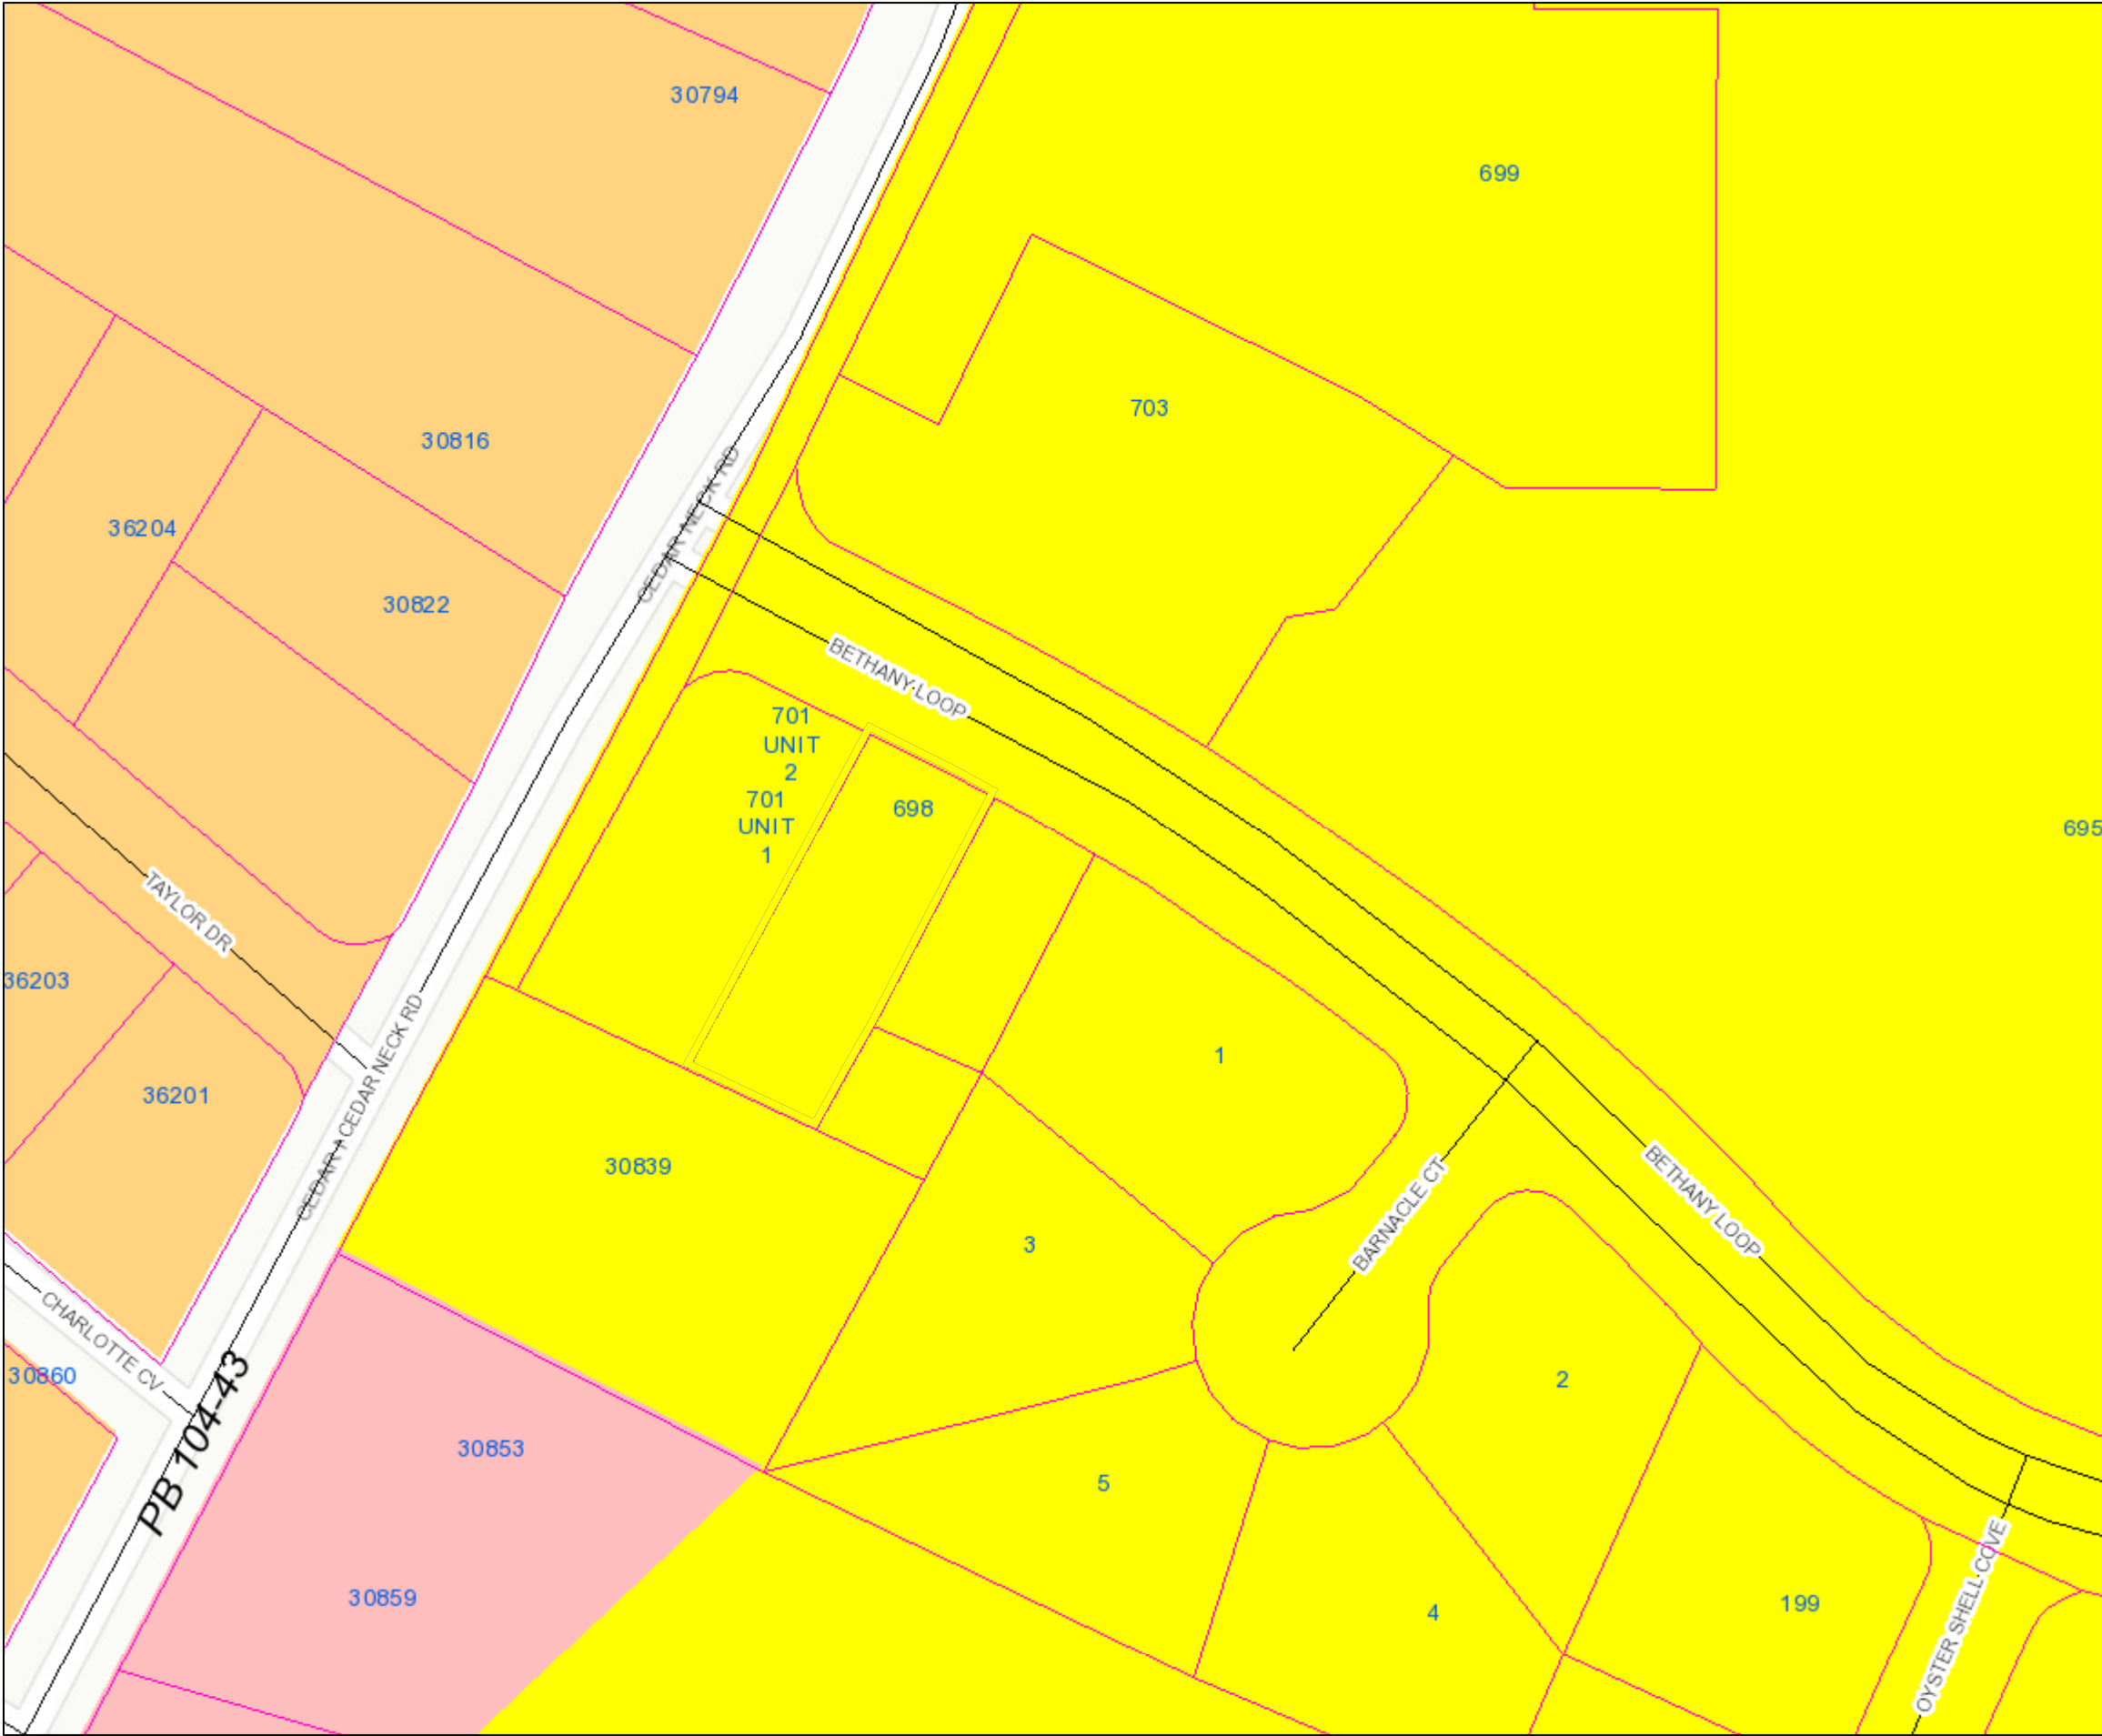 30794
699
703
30816
CEDAR NECK RD
36204
30822
BETHANY LOOP
701
UNIT
2
701
UNIT
1
698
695
TAYLOR DR
36203
CEDAR NECK RD
36201
1
30839
BARNACLE CT
BETHANY LOOP
3
CHARLOTTE CV
30860
PB 104-43
2
30853
5
30859
4
199
OYSTER SHELL COVE